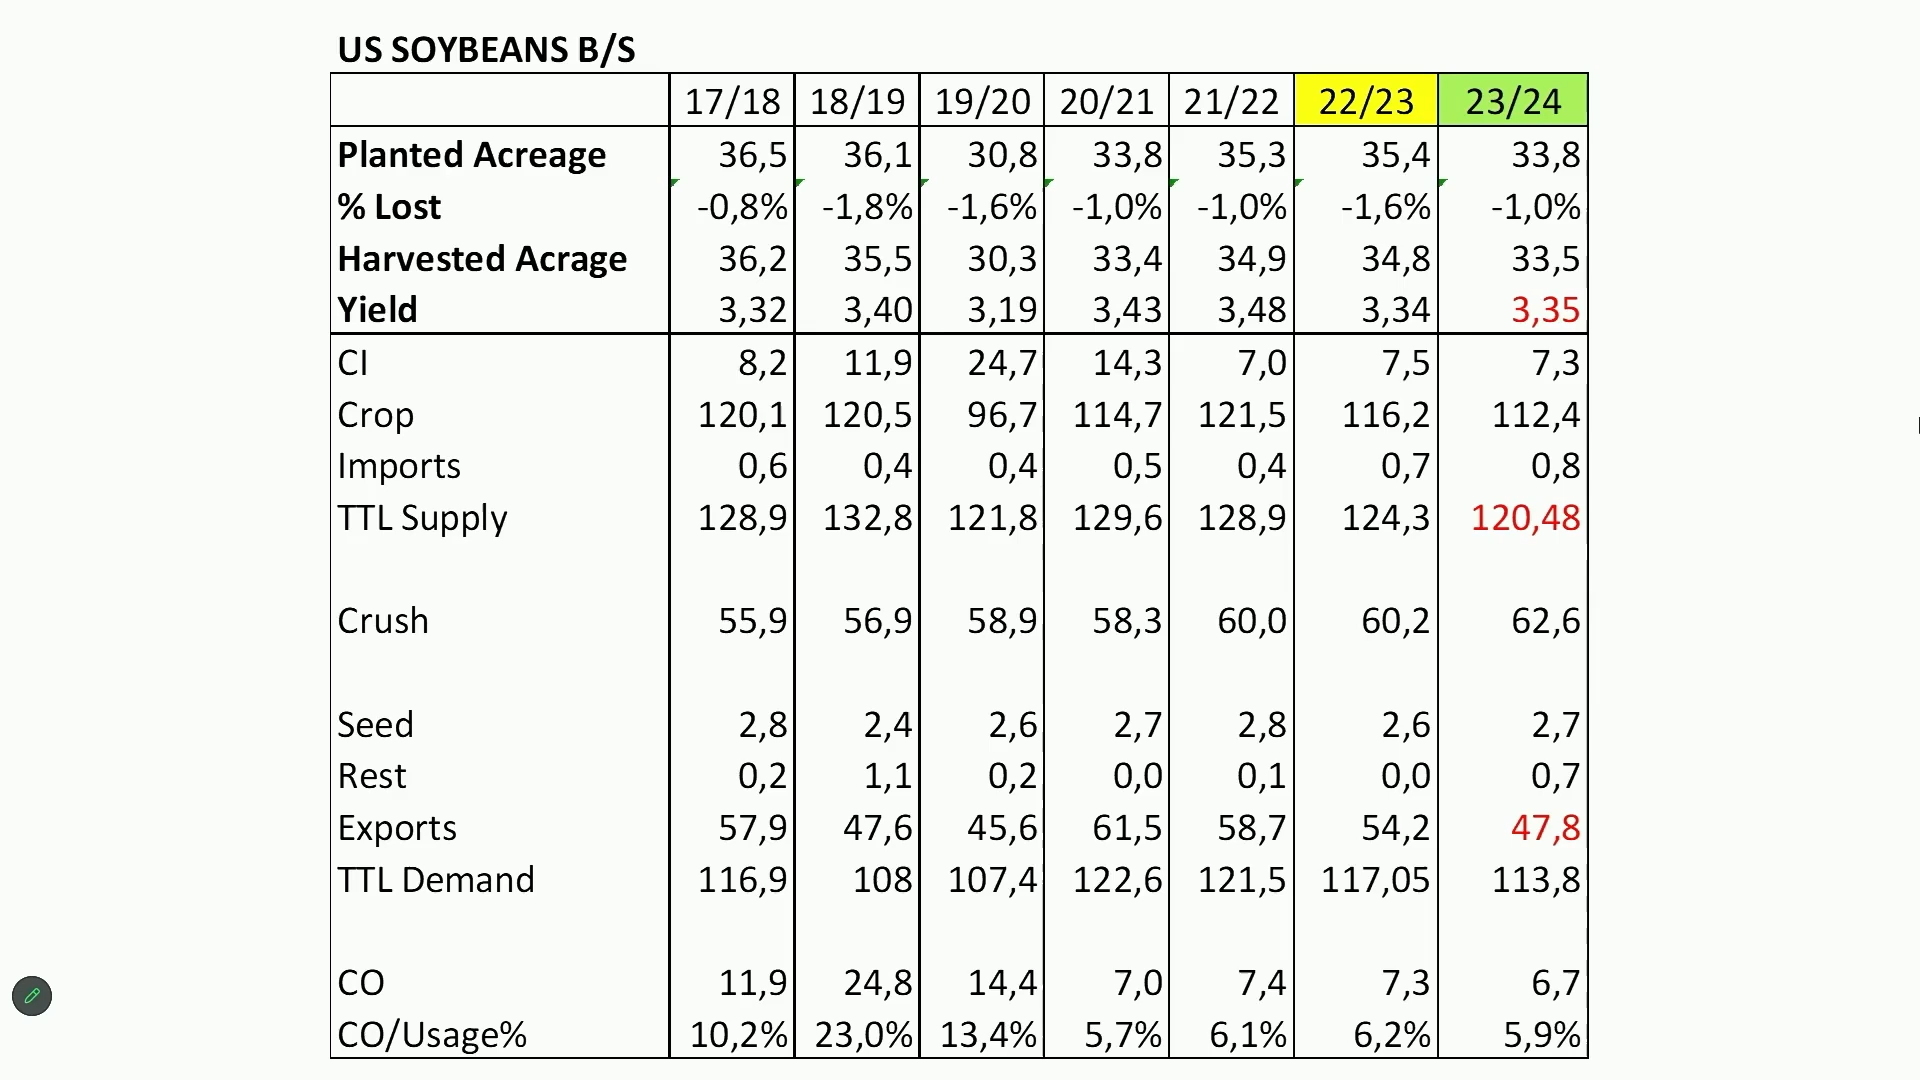 US SOYBEANS B/S
17/18 18/19 19/20 20/21 21/22 22/23 23/24
Planted Acreage 36,5 36,1 30,8 33,8 35,3 35,4 33,8
% Lost -0,8% -1,8% -1,6% -1,0% -1,0% -1,6% -1,0%
Harvested Acrage 36,2 35,5 30,3 33,4 34,9 34,8 33,5
Yield 3,32 3,40 3,19 3,43 3,48 3,34 3,35
CI 8,2 11,9 24,7 14,3 7,0 7,5 7,3
Crop 120,1 120,5 96,7 114,7 121,5 116,2 112,4
Imports 0,6 0,4 0,4 0,5 0,4 0,7 0,8
TTL Supply 128,9 132,8 121,8 129,6 128,9 124,3 120,48
Crush 55,9 56,9 58,9 58,3 60,0 60,2 62,6
Seed 2,8 2,4 2,6 2,7 2,8 2,6 2,7
Rest 0,2 1,1 0,2 0,0 0,1 0,0 0,7
Exports 57,9 47,6 45,6 61,5 58,7 54,2 47,8
TTL Demand 116,9 108 107,4 122,6 121,5 117,05 113,8
CO 11,9 24,8 14,4 7,0 7,4 7,3 6,7
CO/Usage% 10,2% 23,0% 13,4% 5,7% 6,1% 6,2% 5,9%